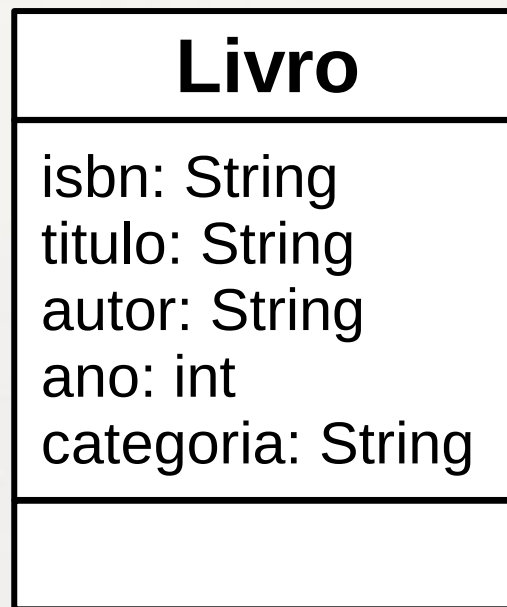 Livro
isbn: String
titulo: String
autor: String
ano: int
categoria: String